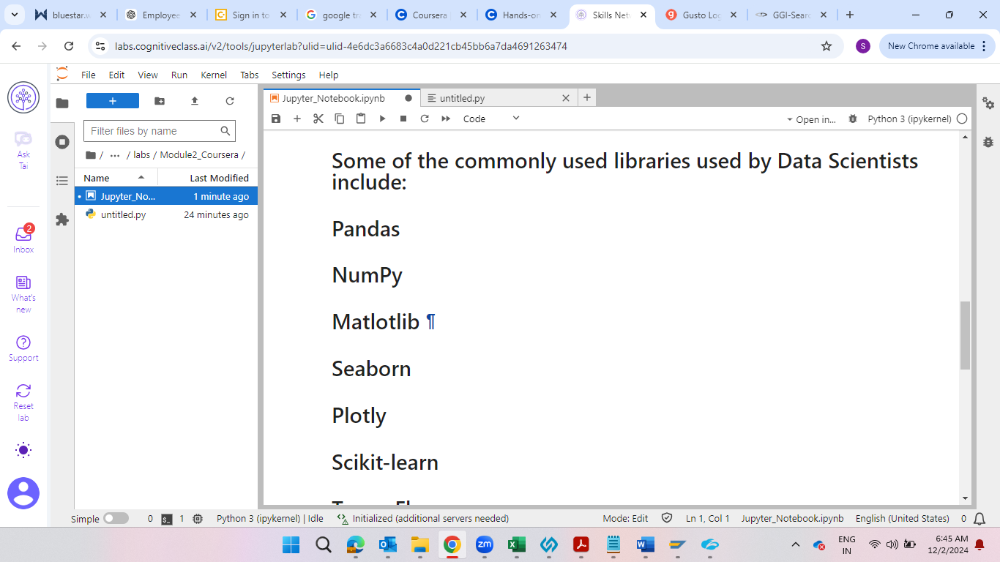 bluestar.w
Employee
Sign in to
google tra
Coursera
Hands-on
Skills Net
Gusto Log
GGI-Searc
labs.cognitiveclass.ai/v2/tools/jupyterlab?ulid=ulid-4e6dc3a6683c4a0d221cb45bb6a7da4691263474
S
New Chrome available
File Edit View Run Kernel Tabs Settings Help
Ask
Tai
2
Inbox
What's
new
Support
Reset
lab
Filter files by name
/ ··· / labs / Module2_Coursera /
Name Last Modified
Jupyter_No... 1 minute ago
untitled.py 24 minutes ago
Jupyter_Notebook.ipynb
untitled.py
Code
Open in...
Python 3 (ipykernel)
Some of the commonly used libraries used by Data Scientists
include:
Pandas
NumPy
Matlotlib ¶
Seaborn
Plotly
Scikit-learn
Simple 0 1 Python 3 (ipykernel) | Idle Initialized (additional servers needed) Mode: Edit Ln 1, Col 1 Jupyter_Notebook.ipynb English (United States) 0
zm
ENG
IN
6:45 AM
12/2/2024